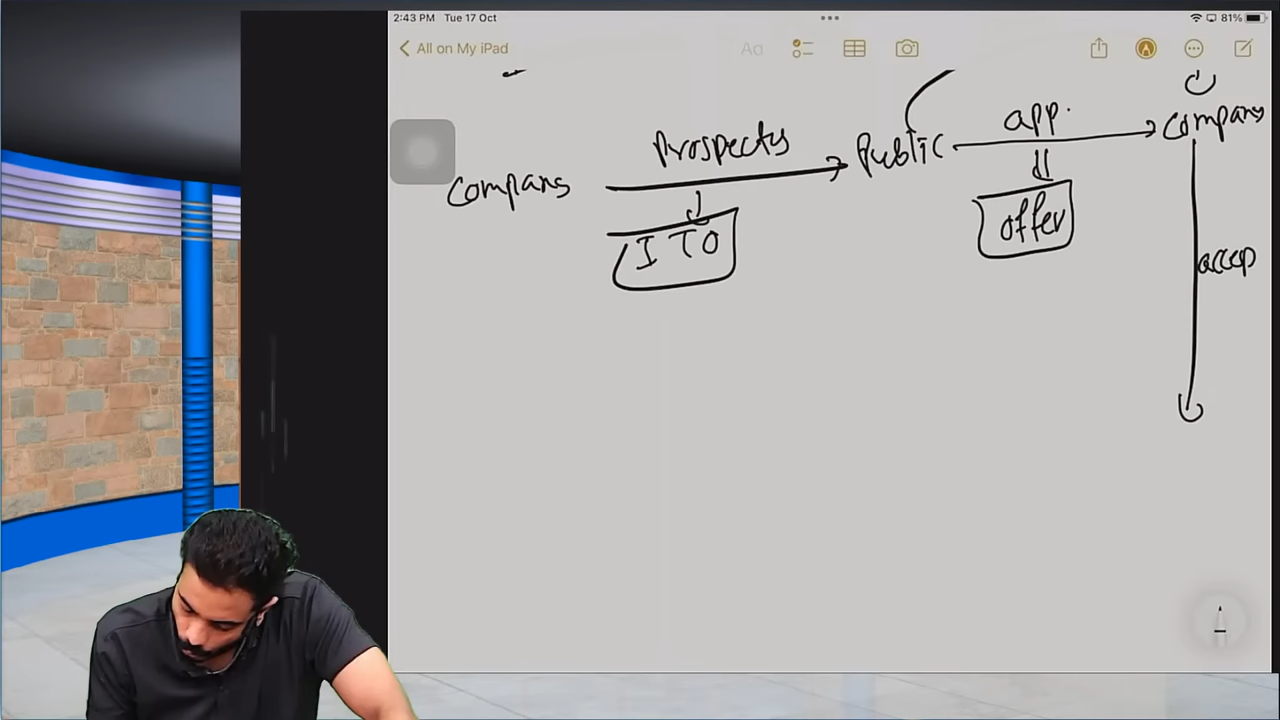 2:43 PM Tue 17 Oct
81%
All on My iPad
Aa
Company Prospectus Public app. Company
ITO
offer
accep